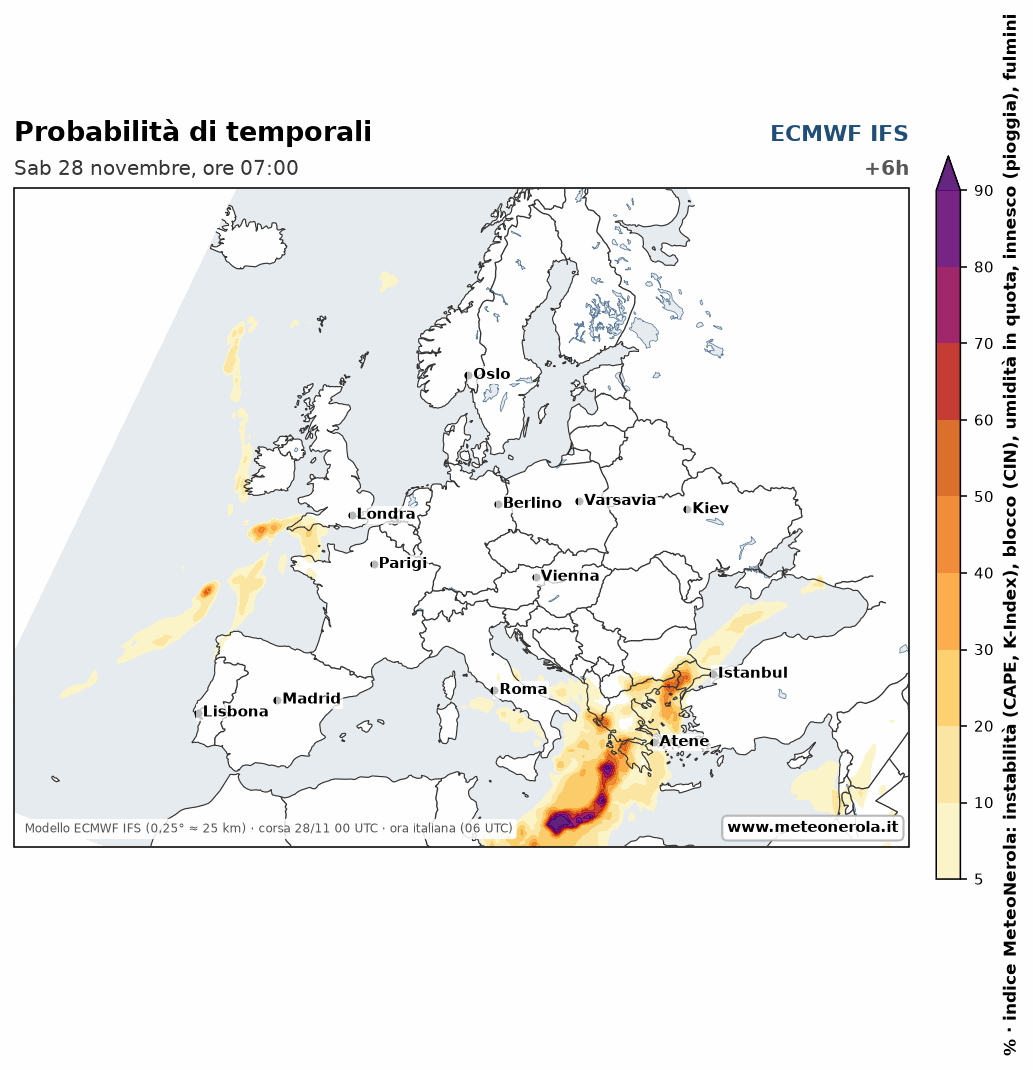 Probabilità di temporali
ECMWF IFS
Sab 28 novembre, ore 07:00
+6h
Oslo
Londra
Berlino
Varsavia
Kiev
Parigi
Vienna
Istanbul
Roma
Madrid
Lisbona
Atene
Modello ECMWF IFS (0,25° ≈ 25 km) · corsa 28/11 00 UTC · ora italiana (06 UTC)
www.meteonerola.it
90
80
70
60
50
40
30
20
10
5
% · indice MeteoNerola: instabilità (CAPE, K-Index), blocco (CIN), umidità in quota, innesco (pioggia), fulmini